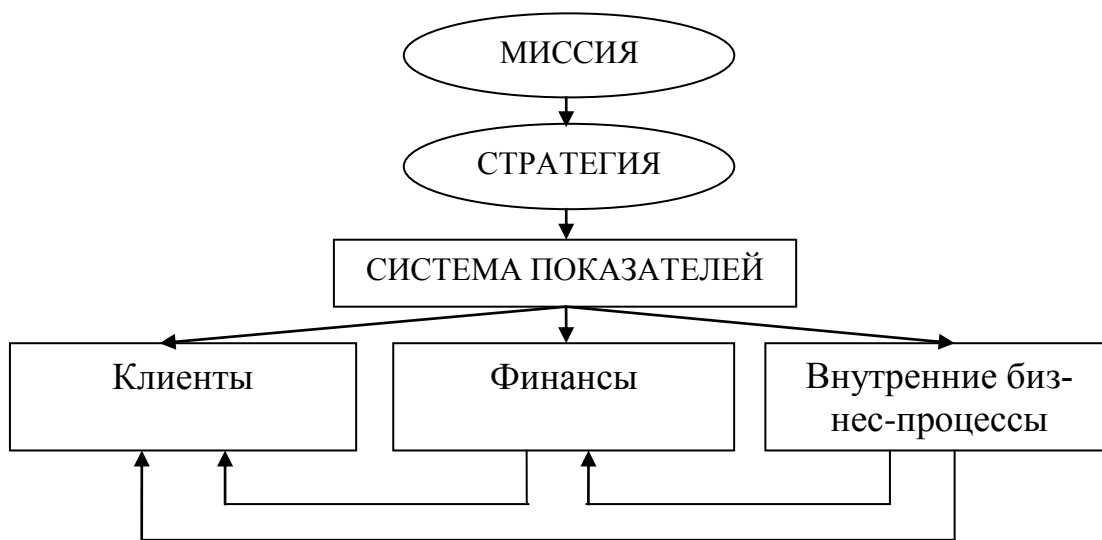 МИССИЯ
СТРАТЕГИЯ
СИСТЕМА ПОКАЗАТЕЛЕЙ
Клиенты
Финансы
Внутренние биз-
нес-процессы